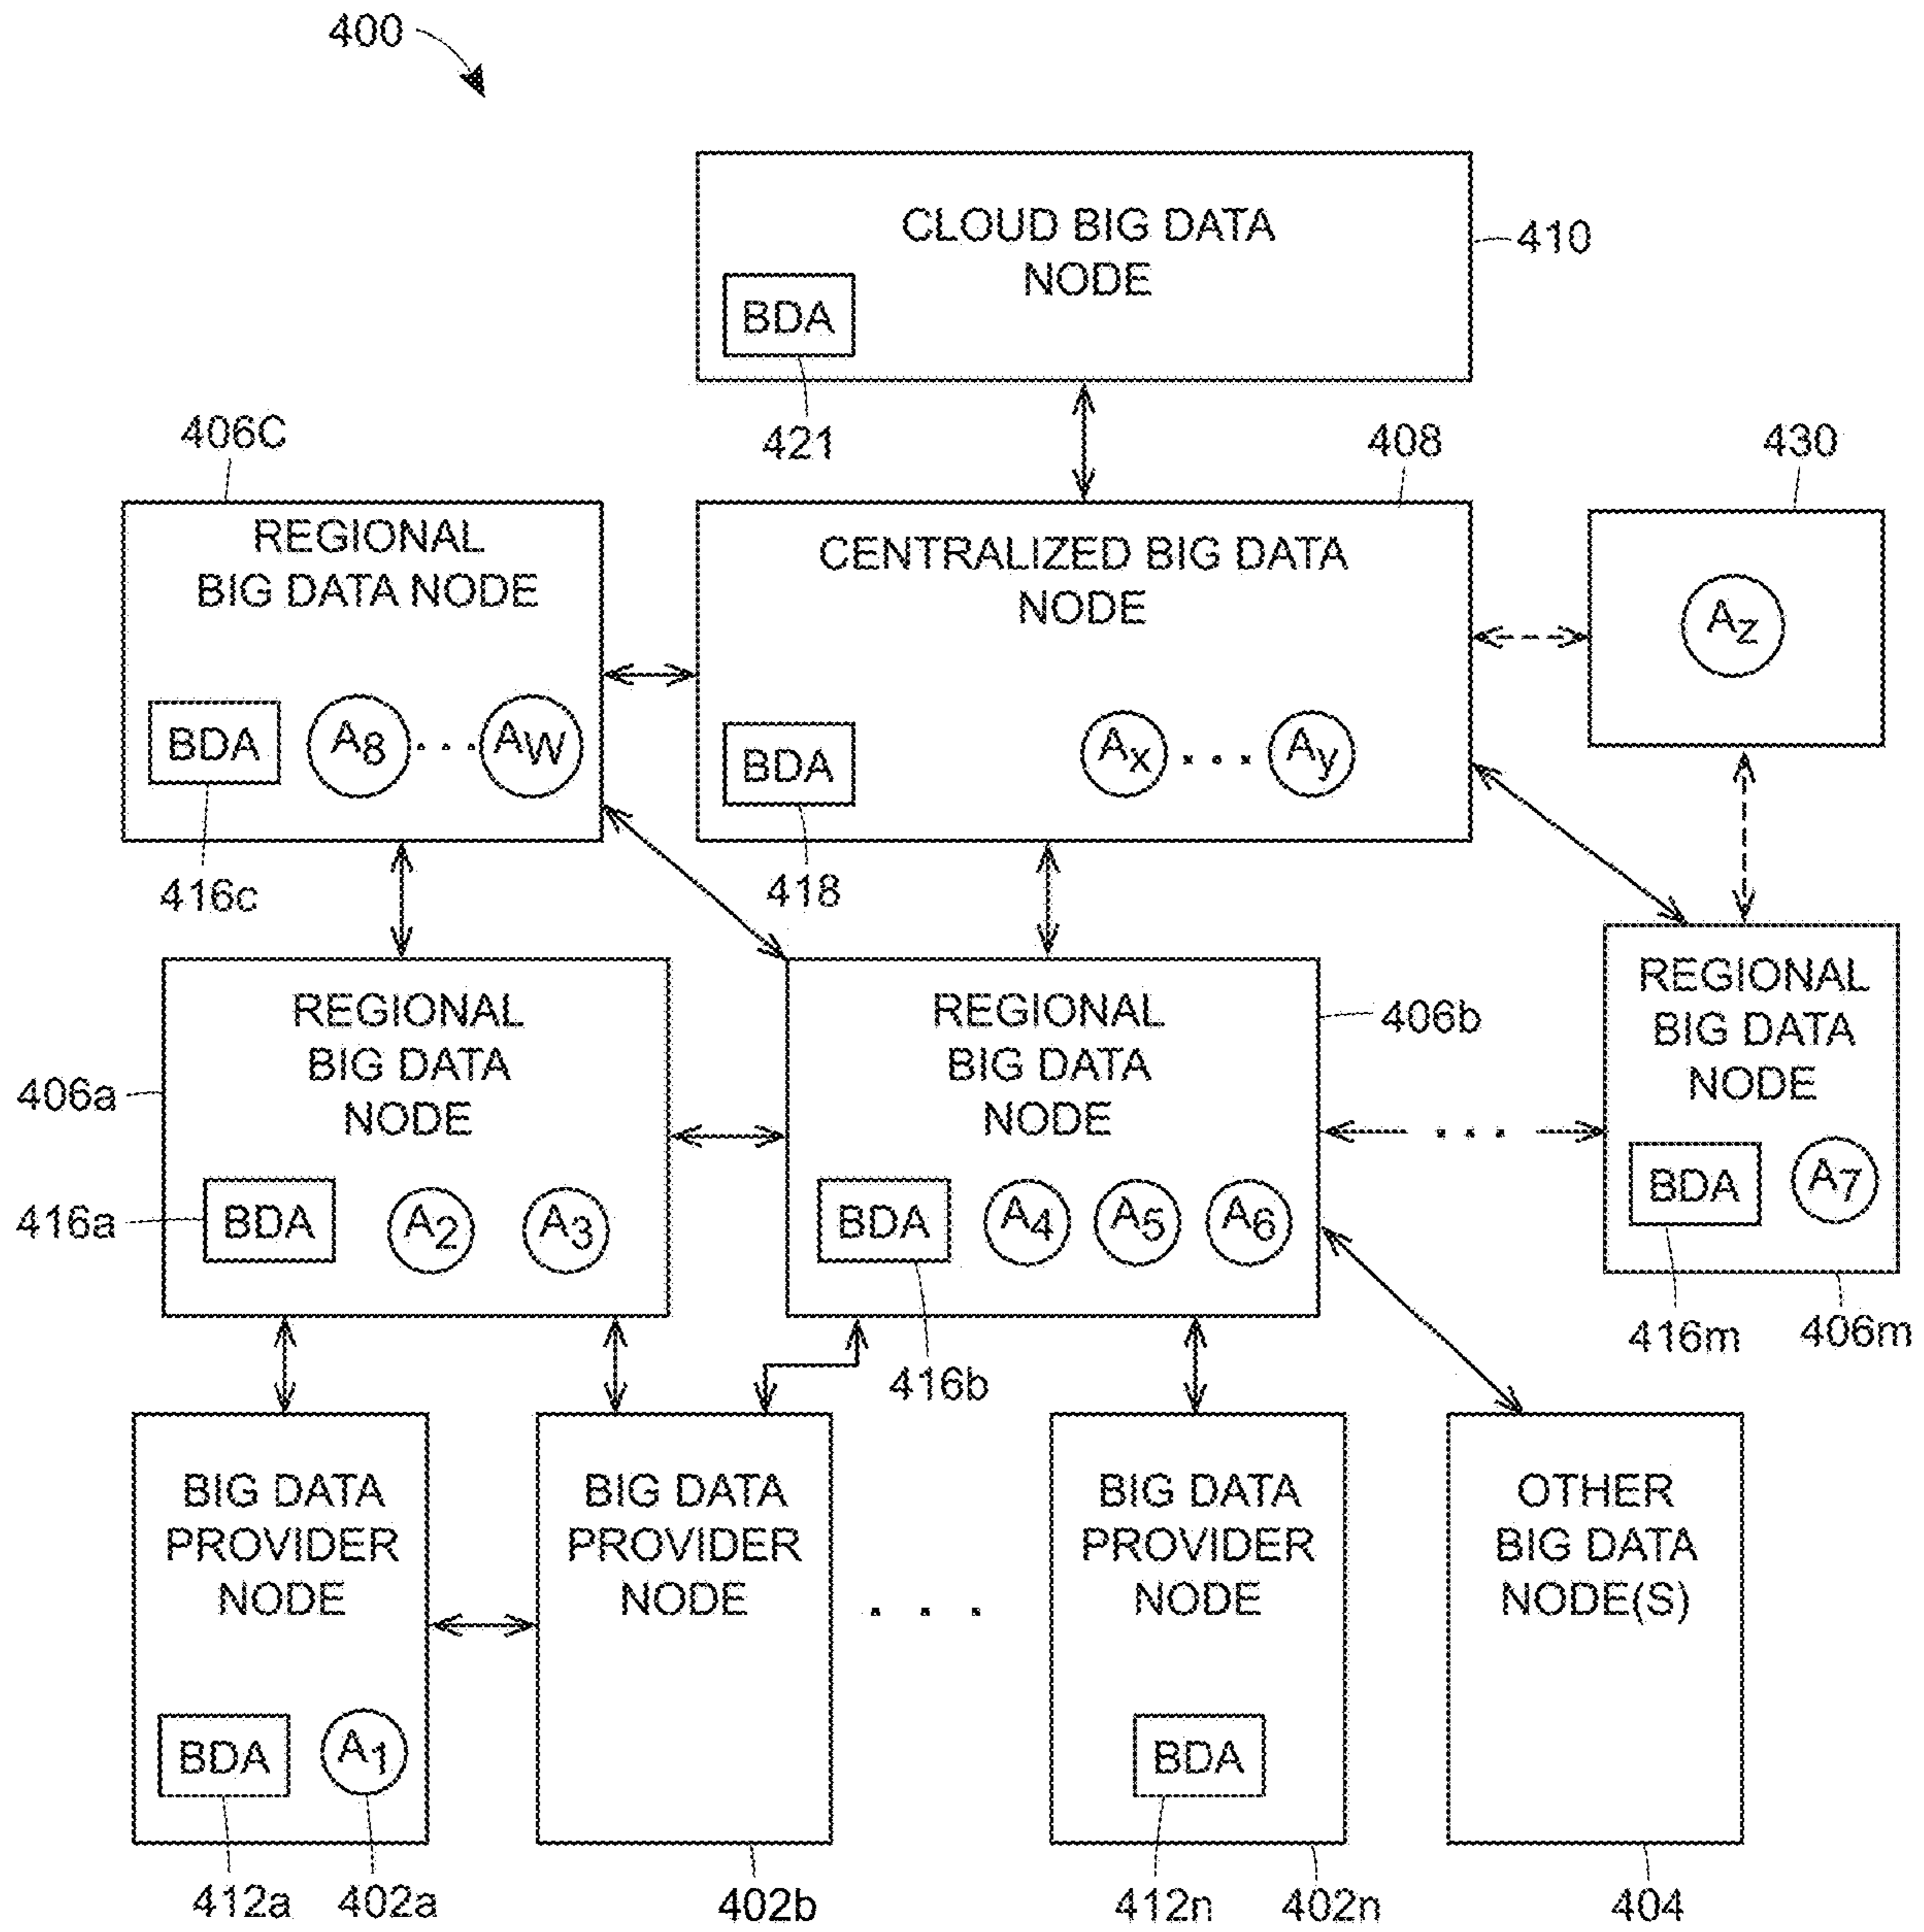 400
CLOUD BIG DATA
NODE
BDA
410
421
406C
408
430
REGIONAL
BIG DATA NODE
BDA
A8
...
AW
416c
CENTRALIZED BIG DATA
NODE
BDA
Ax
...
Ay
418
Az
406a
REGIONAL
BIG DATA
NODE
416a
BDA
A2
A3
REGIONAL
BIG DATA
NODE
406b
BDA
A4
A5
A6
416b
...
REGIONAL
BIG DATA
NODE
BDA
A7
416m
406m
BIG DATA
PROVIDER
NODE
BDA
A1
412a
402a
BIG DATA
PROVIDER
NODE
402b
. . .
BIG DATA
PROVIDER
NODE
BDA
412n
402n
OTHER
BIG DATA
NODE(S)
404